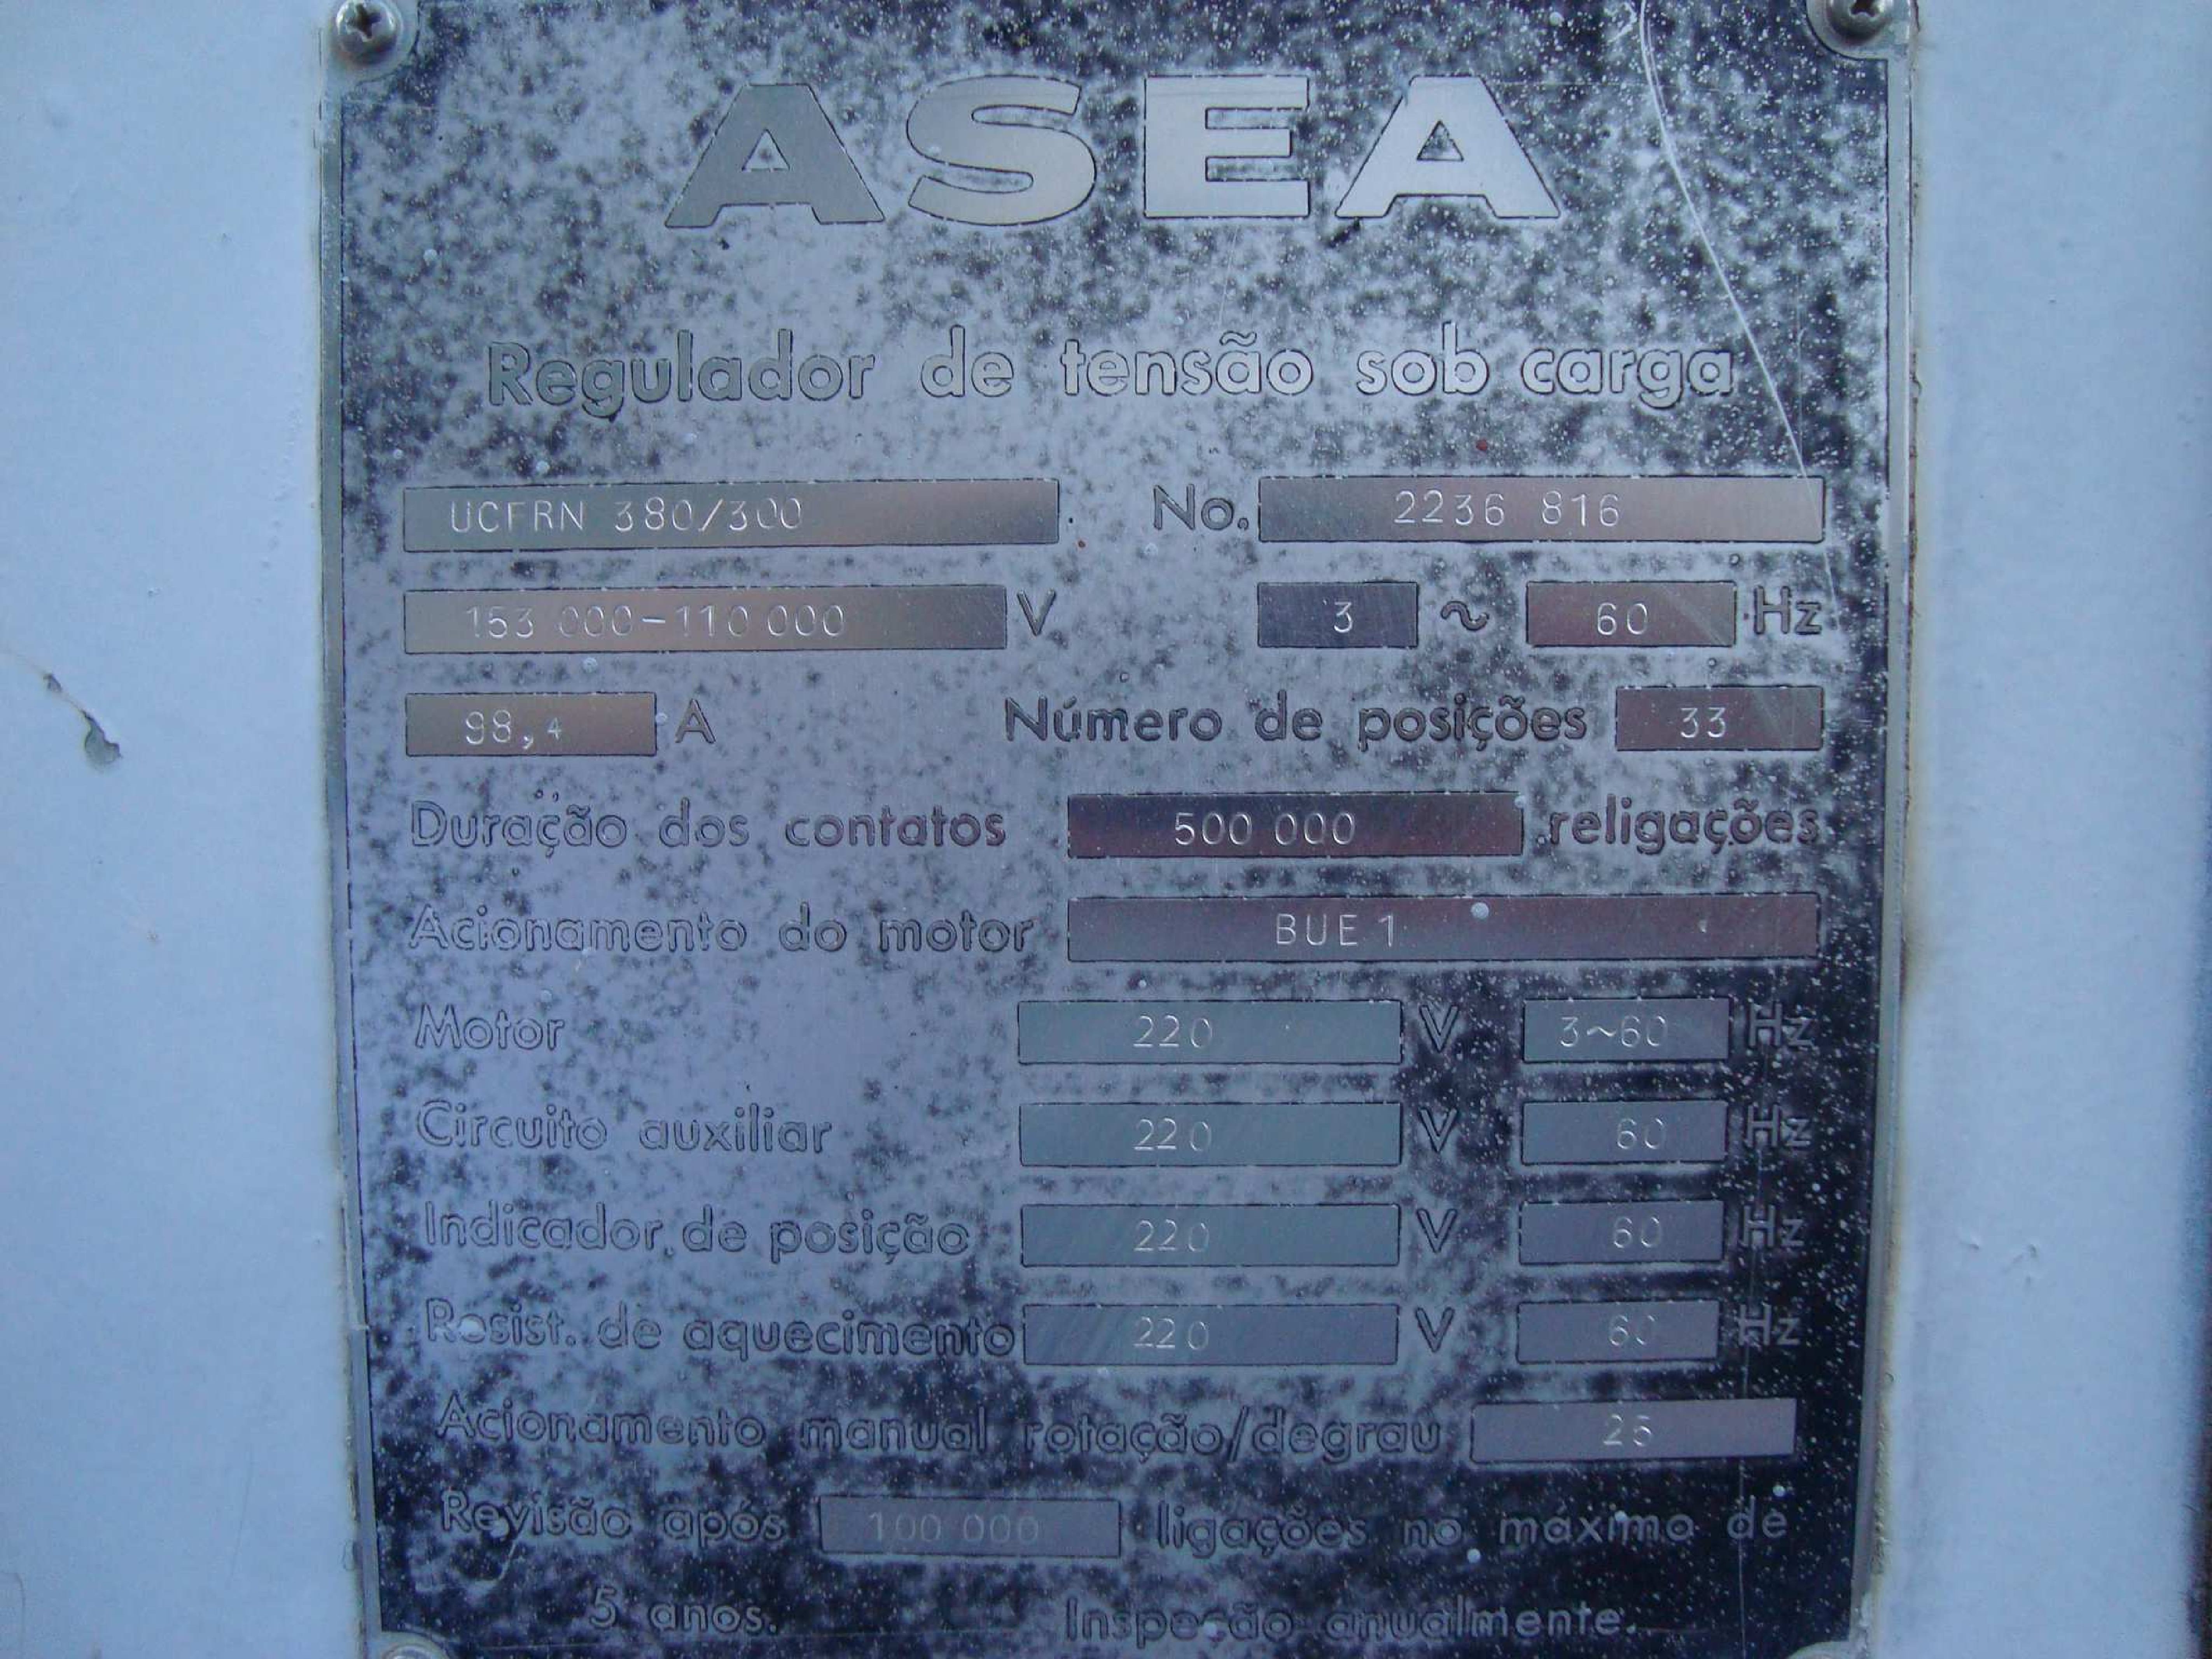 ASEA
Regulador de tensão sob carga
UCFRN 380/300 No. 2236 816
153 000-110 000 V 3 ~ 60 Hz
98,4 A Número de posições 33
Duração dos contatos 500 000 religações
Acionamento do motor BUE 1
Motor 220 V 3~60 Hz
Circuito auxiliar 220 V 60 Hz
Indicador de posição 220 V 60 Hz
Resist. de aquecimento 220 V 60 Hz
Acionamento manual rotação/degrau 25
Revisão após 100 000 ligações no máximo de
5 anos. Inspeção anualmente.